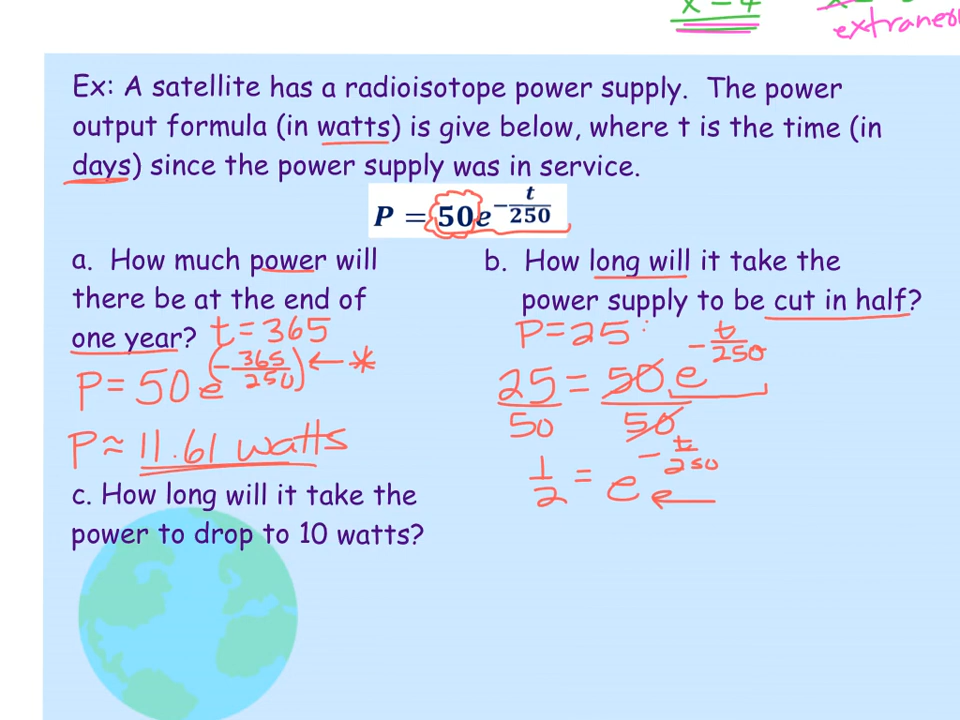 x = 4
extraneo
Ex: A satellite has a radioisotope power supply. The power
output formula (in watts) is give below, where t is the time (in
days) since the power supply was in service.
P = 50e^(-t/250)
a. How much power will
there be at the end of
one year? t = 365
P = 50 e^(-365/250) ← *
P ≈ 11.61 watts
b. How long will it take the
power supply to be cut in half?
P = 25
25/50 = 50 e^(-t/250)/50
1/2 = e^(-t/250) ←
c. How long will it take the
power to drop to 10 watts?